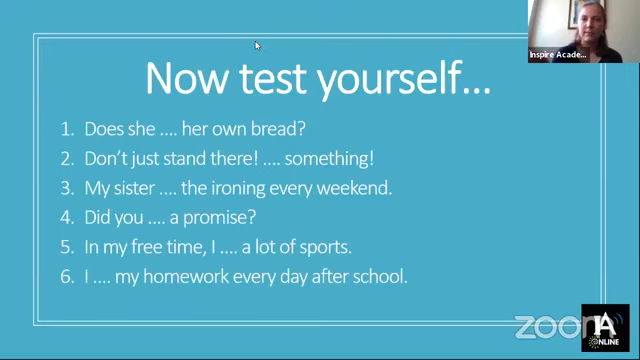 Inspire Acade...
Now test yourself...
1. Does she .... her own bread?
2. Don't just stand there! .... something!
3. My sister .... the ironing every weekend.
4. Did you .... a promise?
5. In my free time, I .... a lot of sports.
6. I .... my homework every day after school.
zoom
IA
ONLINE